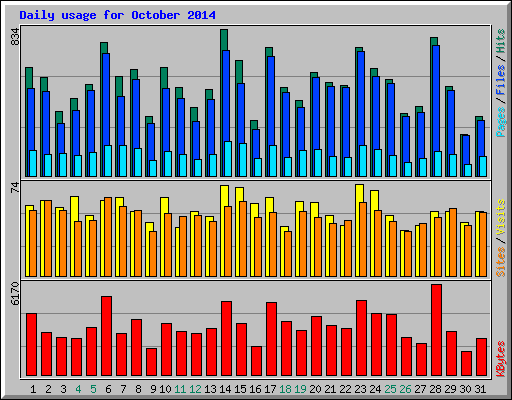 Daily usage for October 2014
834
Pages / Files / Hits
74
Sites / Visits
6170
KBytes
1 2 3 4 5 6 7 8 9 10 11 12 13 14 15 16 17 18 19 20 21 22 23 24 25 26 27 28 29 30 31